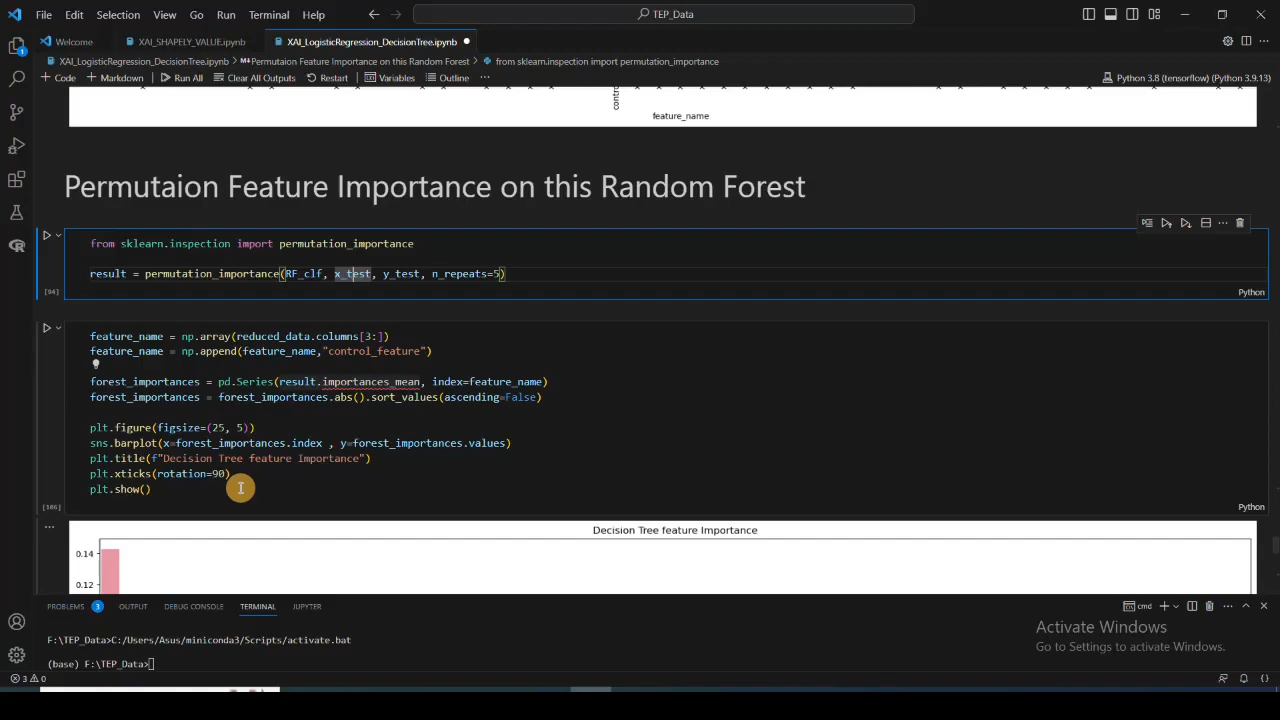 File Edit Selection View Go Run Terminal Help
TEP_Data
Welcome XAI_SHAPELY_VALUE.ipynb XAI_LogisticRegression_DecisionTree.ipynb
XAI_LogisticRegression_DecisionTree.ipynb > Permutaion Feature Importance on this Random Forest > from sklearn.inspection import permutation_importance
+ Code + Markdown Run All Clear All Outputs Restart Variables Outline ... Python 3.8 (tensorflow) (Python 3.9.13)
contro
feature_name
Permutaion Feature Importance on this Random Forest
from sklearn.inspection import permutation_importance
result = permutation_importance(RF_clf, x_test, y_test, n_repeats=5)
[94] Python
feature_name = np.array(reduced_data.columns[3:])
feature_name = np.append(feature_name,"control_feature")
forest_importances = pd.Series(result.importances_mean, index=feature_name)
forest_importances = forest_importances.abs().sort_values(ascending=False)
plt.figure(figsize=(25, 5))
sns.barplot(x=forest_importances.index , y=forest_importances.values)
plt.title(f"Decision Tree feature Importance")
plt.xticks(rotation=90)
plt.show()
[106] Python
Decision Tree feature Importance
0.14
0.12
PROBLEMS 3 OUTPUT DEBUG CONSOLE TERMINAL JUPYTER cmd
F:\TEP_Data>C:/Users/Asus/miniconda3/Scripts/activate.bat
(base) F:\TEP_Data>
Activate Windows
Go to Settings to activate Windows.
3 0